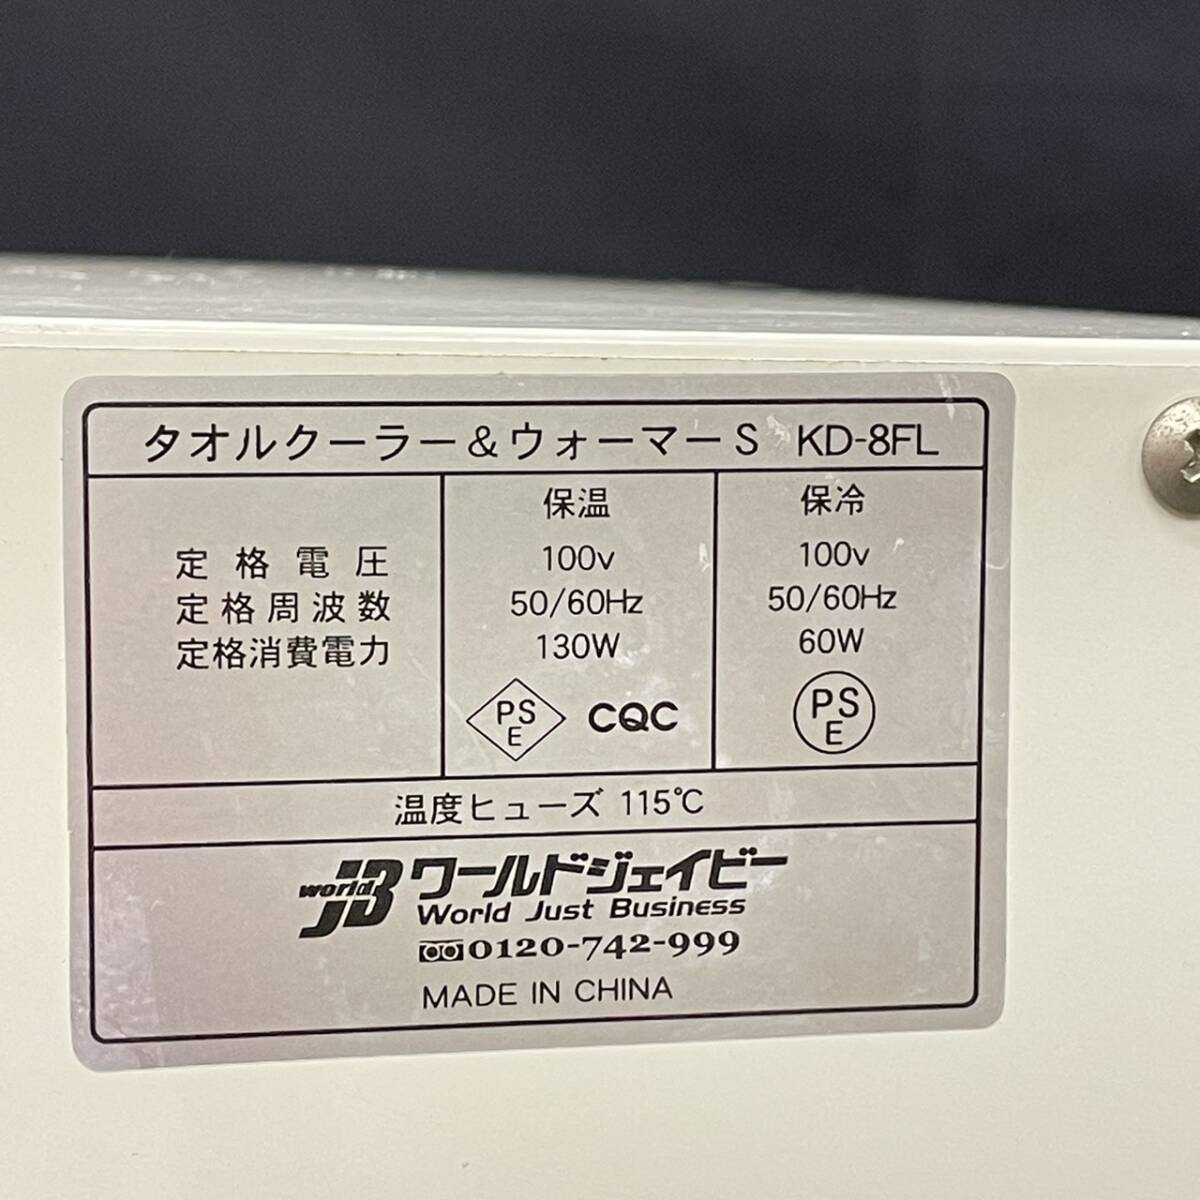 タオルクーラー＆ウォーマーS KD-8FL
保温 保冷
定格電圧 100v 100v
定格周波数 50/60Hz 50/60Hz
定格消費電力 130W 60W
PS
E
CQC
PS
E
温度ヒューズ 115℃
world JB ワールドジェイビー
World Just Business
0120-742-999
MADE IN CHINA